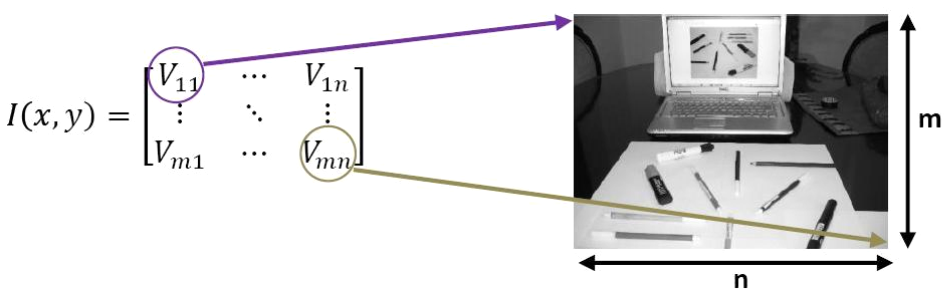 I(x, y) = [V₁₁ ⋯ V₁ₙ
⋮ ⋱ ⋮
Vₘ₁ ⋯ Vₘₙ]
m
n